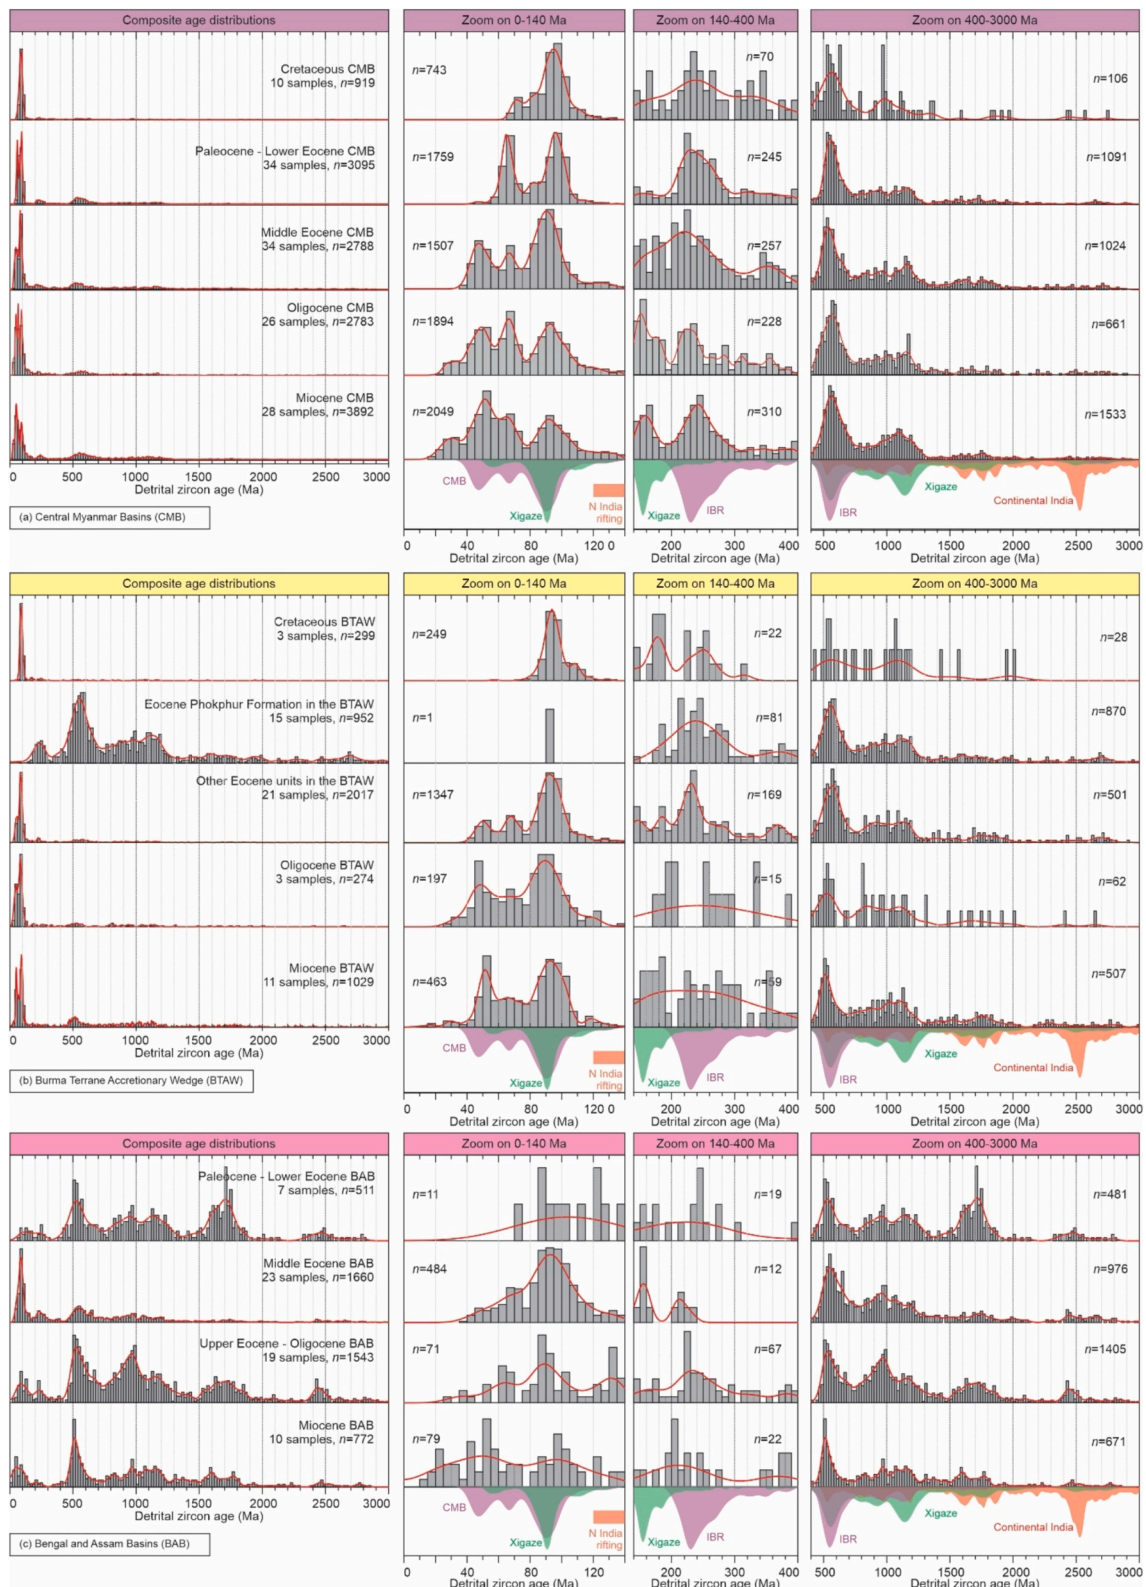 Composite age distributions
Zoom on 0-140 Ma
Zoom on 140-400 Ma
Zoom on 400-3000 Ma
Cretaceous CMB
10 samples, n=919
n=743
n=70
n=106
Paleocene - Lower Eocene CMB
34 samples, n=3095
n=1759
n=245
n=1091
Middle Eocene CMB
34 samples, n=2788
n=1507
n=257
n=1024
Oligocene CMB
26 samples, n=2783
n=1894
n=228
n=661
Miocene CMB
28 samples, n=3892
n=2049
n=310
n=1533
0 500 1000 1500 2000 2500 3000
Detrital zircon age (Ma)
CMB
Xigaze
N India
rifting
Xigaze
IBR
IBR
Xigaze
Continental India
(a) Central Myanmar Basins (CMB)
0 40 80 120 0
200 300 400
500 1000 1500 2000 2500 3000
Detrital zircon age (Ma)
Detrital zircon age (Ma)
Detrital zircon age (Ma)
Composite age distributions
Zoom on 0-140 Ma
Zoom on 140-400 Ma
Zoom on 400-3000 Ma
Cretaceous BTAW
3 samples, n=299
n=249
n=22
n=28
Eocene Phokphur Formation in the BTAW
15 samples, n=952
n=1
n=81
n=870
Other Eocene units in the BTAW
21 samples, n=2017
n=1347
n=169
n=501
Oligocene BTAW
3 samples, n=274
n=197
n=15
n=62
Miocene BTAW
11 samples, n=1029
n=463
n=59
n=507
0 500 1000 1500 2000 2500 3000
Detrital zircon age (Ma)
CMB
Xigaze
N India
rifting
Xigaze
IBR
IBR
Xigaze
Continental India
(b) Burma Terrane Accretionary Wedge (BTAW)
0 40 80 120 0
200 300 400
500 1000 1500 2000 2500 3000
Detrital zircon age (Ma)
Detrital zircon age (Ma)
Detrital zircon age (Ma)
Composite age distributions
Zoom on 0-140 Ma
Zoom on 140-400 Ma
Zoom on 400-3000 Ma
Paleocene - Lower Eocene BAB
7 samples, n=511
n=11
n=19
n=481
Middle Eocene BAB
23 samples, n=1660
n=484
n=12
n=976
Upper Eocene - Oligocene BAB
19 samples, n=1543
n=71
n=67
n=1405
Miocene BAB
10 samples, n=772
n=79
n=22
n=671
0 500 1000 1500 2000 2500 3000
Detrital zircon age (Ma)
CMB
Xigaze
N India
rifting
Xigaze
IBR
IBR
Xigaze
Continental India
(c) Bengal and Assam Basins (BAB)
0 40 80 120 0
200 300 400
500 1000 1500 2000 2500 3000
Detrital zircon age (Ma)
Detrital zircon age (Ma)
Detrital zircon age (Ma)